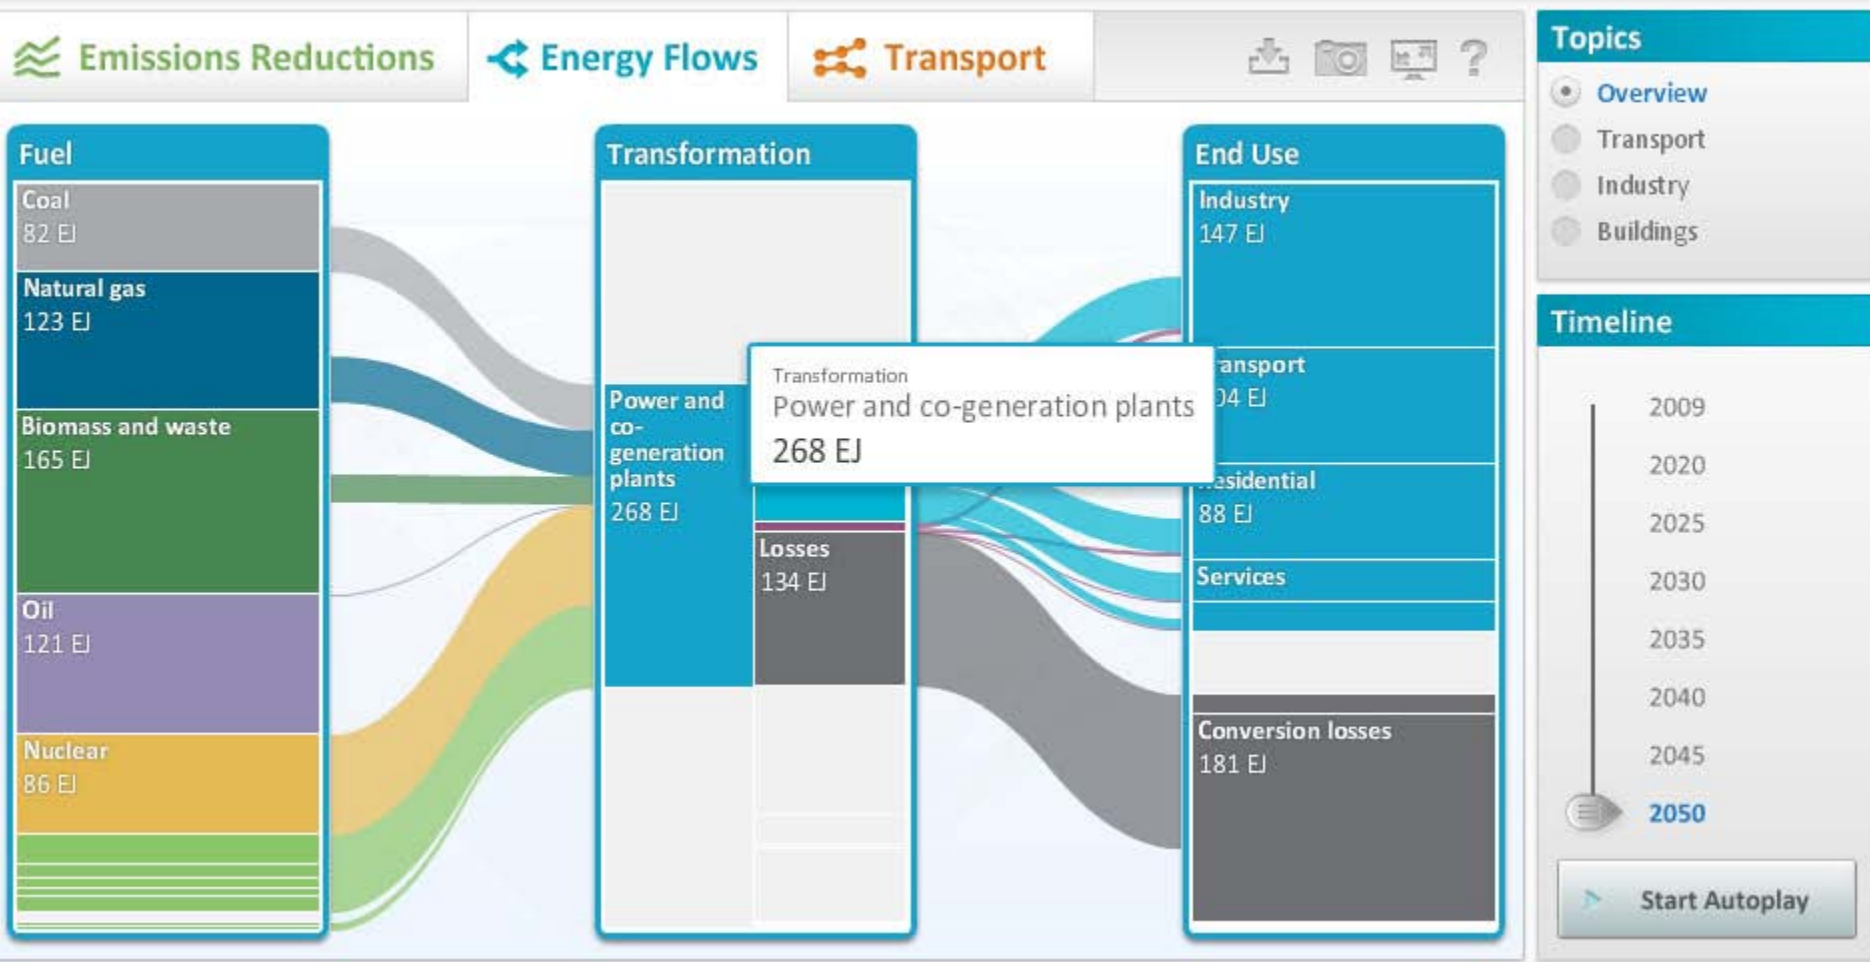 Emissions Reductions
Energy Flows
Transport
?
Topics
Overview
Transport
Industry
Buildings
Fuel
Coal
82 EJ
Natural gas
123 EJ
Biomass and waste
165 EJ
Oil
121 EJ
Nuclear
86 EJ
Transformation
Power and
co-
generation
plants
268 EJ
Transformation
Power and co-generation plants
268 EJ
Losses
134 EJ
End Use
Industry
147 EJ
ansport
04 EJ
esidential
88 EJ
Services
Conversion losses
181 EJ
Timeline
2009
2020
2025
2030
2035
2040
2045
2050
Start Autoplay